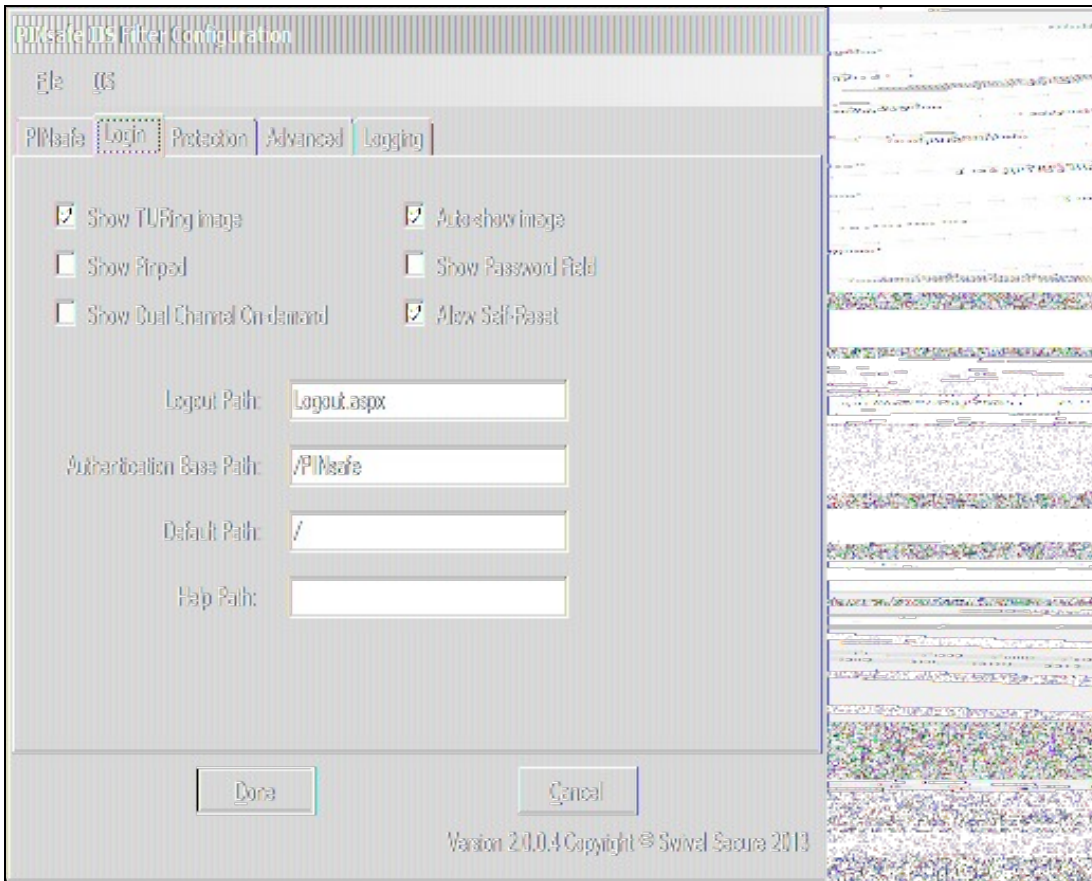 PINsafe IIS Filter Configuration
File OS
PINsafe Login Protection Advanced Logging
Show TURing image Auto-show image
Show Pinpad Show Password Field
Show Dual Channel On-demand Allow Self-Reset
Logout Path: Logout.aspx
Authentication Base Path: /PINsafe
Default Path: /
Help Path:
Done Cancel
Version 2.0.0.4 Copyright © Swivel Secure 2013